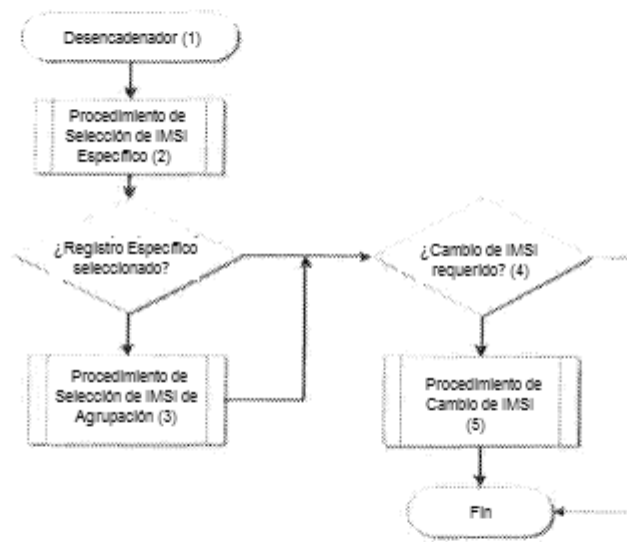 Desencadenador (1)
Procedimiento de
Selección de IMSI
Específico (2)
¿Registro Específico
seleccionado?
Procedimiento de
Selección de IMSI de
Agrupación (3)
¿Cambio de IMSI
requerido? (4)
Procedimiento de
Cambio de IMSI
(5)
Fin